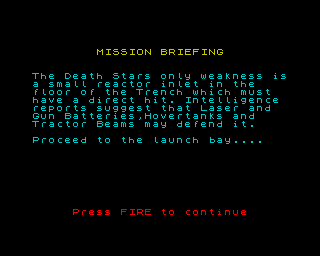 MISSION BRIEFING
The Death Stars only weakness is
a small reactor inlet in the
floor of the Trench which must
have a direct hit. Intelligence
reports suggest that Laser and
Gun Batteries,Hovertanks and
Tractor Beams may defend it.
Proceed to the launch bay....
Press FIRE to continue